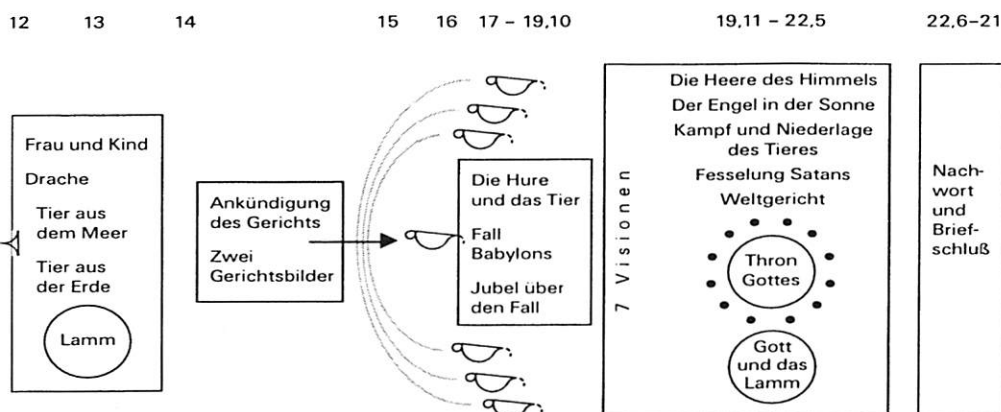 12 13 14 15 16 17 – 19,10 19,11 – 22,5 22,6–21
Frau und Kind
Drache
Tier aus
dem Meer
Tier aus
der Erde
Lamm
Ankündigung
des Gerichts
Zwei
Gerichtsbilder
Die Hure
und das Tier
Fall
Babylons
Jubel über
den Fall
7 Visionen
Die Heere des Himmels
Der Engel in der Sonne
Kampf und Niederlage
des Tieres
Fesselung Satans
Weltgericht
Thron
Gottes
Gott
und das
Lamm
Nach-
wort
und
Brief-
schluß